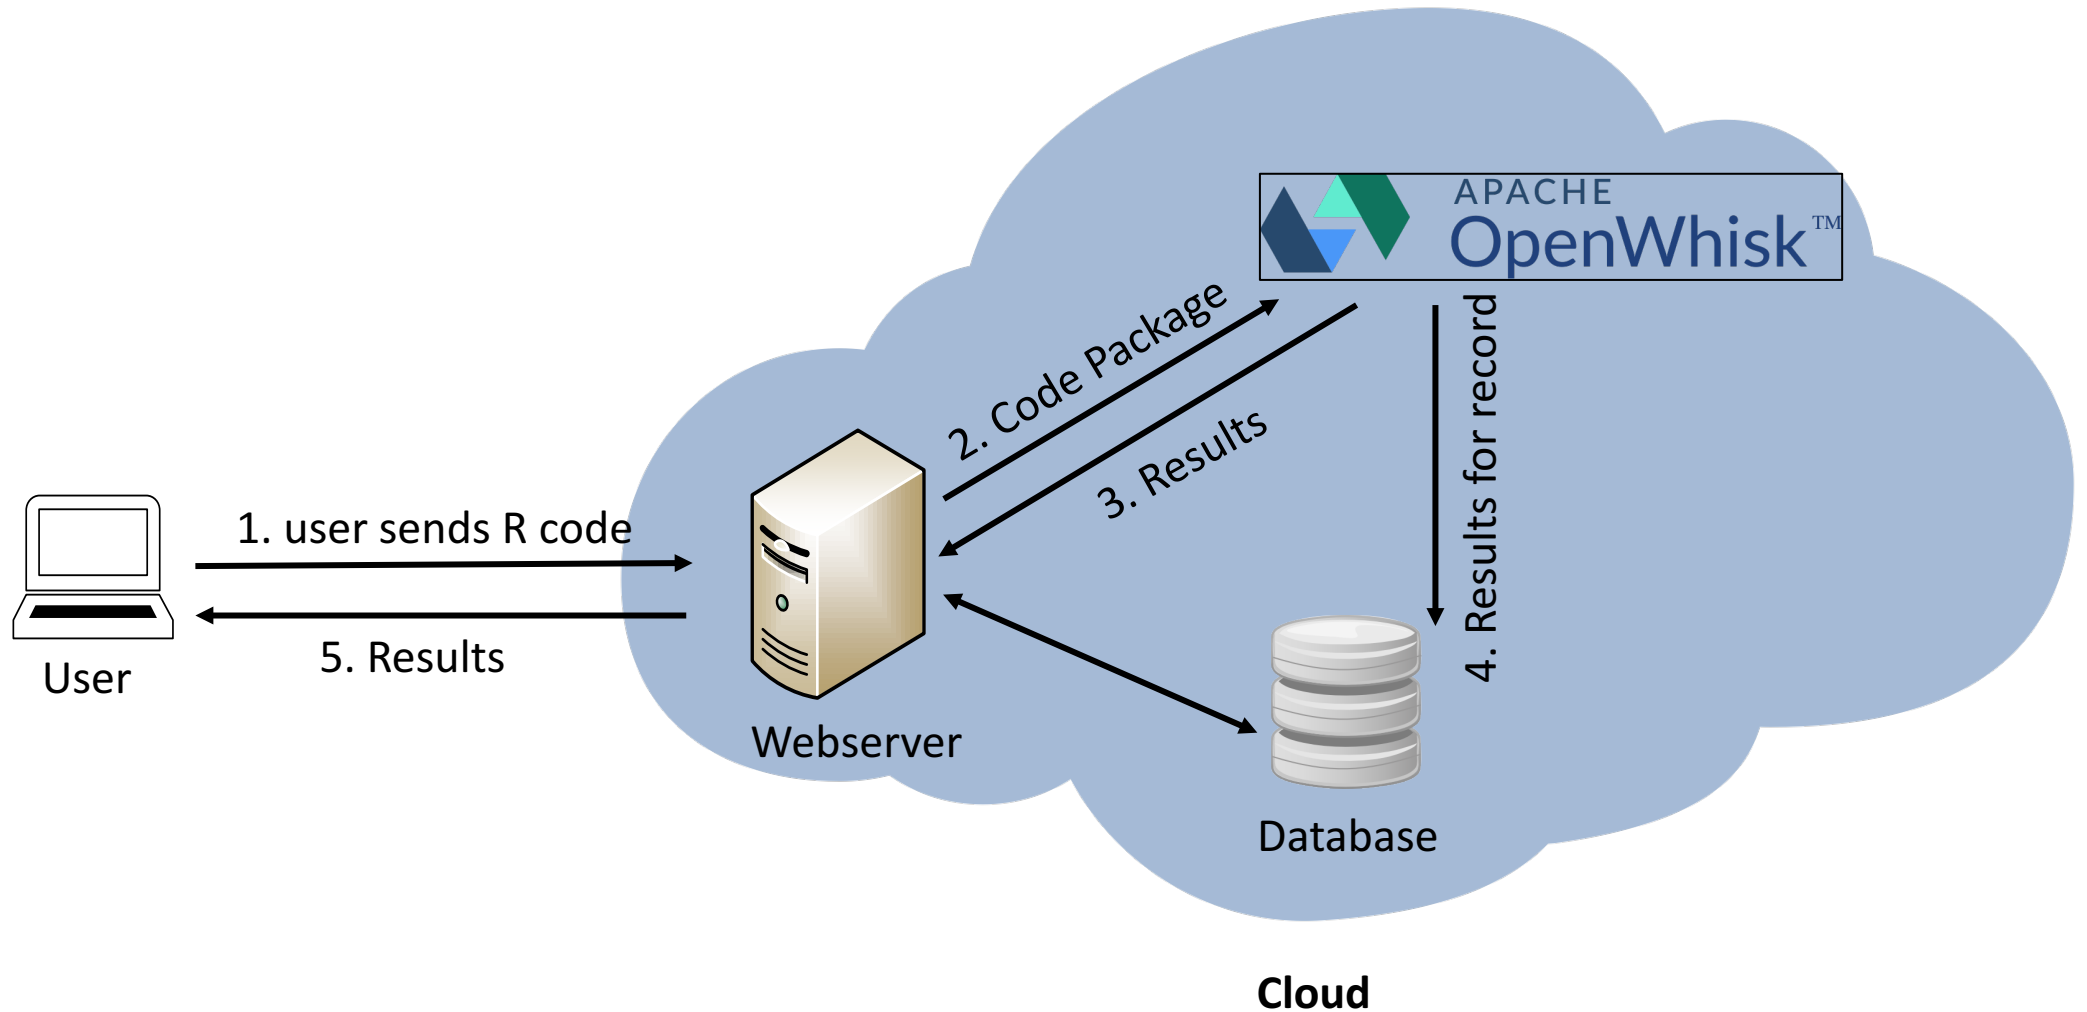 APACHE
OpenWhisk™
2. Code Package
3. Results
4. Results for record
1. user sends R code
5. Results
User
Webserver
Database
Cloud